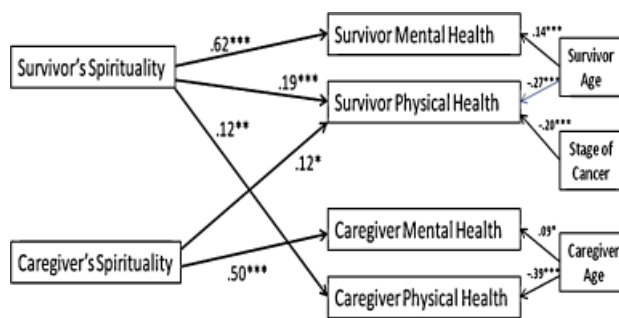 Survivor's Spirituality
Caregiver's Spirituality
.62***
.19***
.12**
.12*
.50***
Survivor Mental Health
Survivor Physical Health
Caregiver Mental Health
Caregiver Physical Health
.14***
-.27***
-.20***
.09*
-.39***
Survivor
Age
Stage of
Cancer
Caregiver
Age